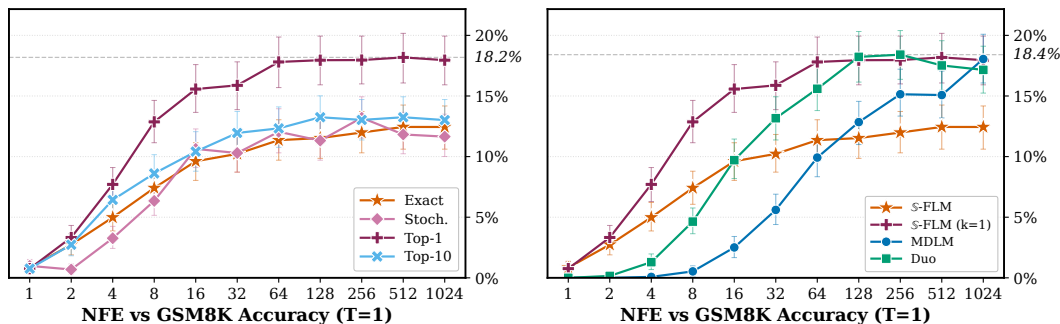 20%
18.2%
15%
10%
5%
0%
Exact
Stoch.
Top-1
Top-10
1 2 4 8 16 32 64 128 256 512 1024
NFE vs GSM8K Accuracy (T=1)
20%
18.4%
15%
10%
5%
0%
𝕊-FLM
𝕊-FLM (k=1)
MDLM
Duo
1 2 4 8 16 32 64 128 256 512 1024
NFE vs GSM8K Accuracy (T=1)